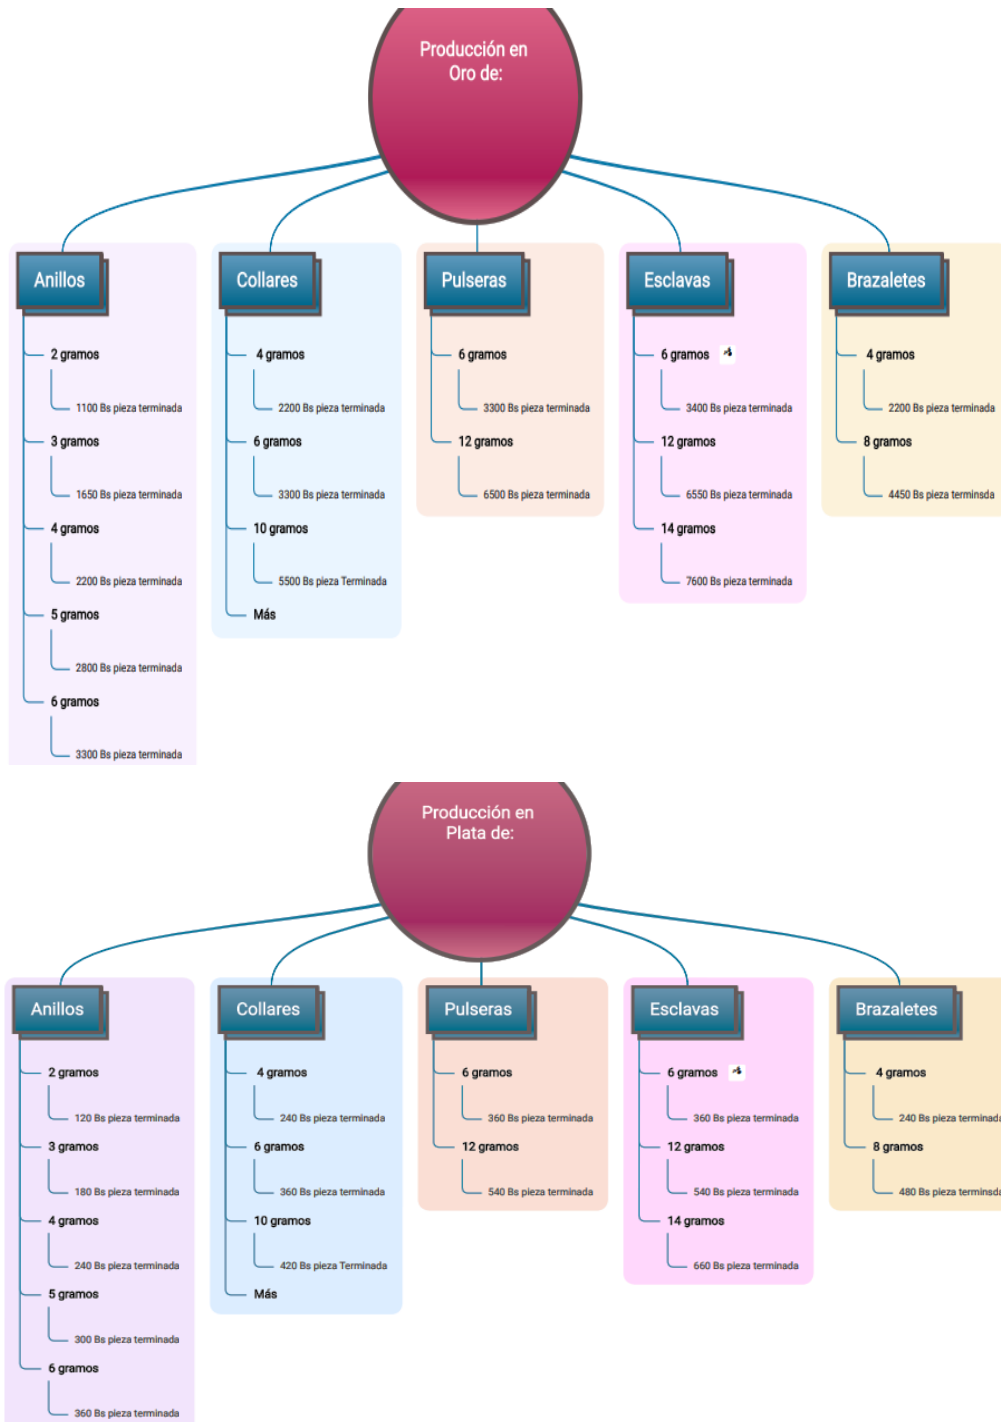 Producción en
Oro de:
Anillos
2 gramos
1100 Bs pieza terminada
3 gramos
1650 Bs pieza terminada
4 gramos
2200 Bs pieza terminada
5 gramos
2800 Bs pieza terminada
6 gramos
3300 Bs pieza terminada
Collares
4 gramos
2200 Bs pieza terminada
6 gramos
3300 Bs pieza terminada
10 gramos
5500 Bs pieza Terminada
Más
Pulseras
6 gramos
3300 Bs pieza terminada
12 gramos
6500 Bs pieza terminada
Esclavas
6 gramos
3400 Bs pieza terminada
12 gramos
6550 Bs pieza terminada
14 gramos
7600 Bs pieza terminada
Brazaletes
4 gramos
2200 Bs pieza terminada
8 gramos
4450 Bs pieza terminsda
Producción en
Plata de:
Anillos
2 gramos
120 Bs pieza terminada
3 gramos
180 Bs pieza terminada
4 gramos
240 Bs pieza terminada
5 gramos
300 Bs pieza terminada
6 gramos
360 Bs pieza terminada
Collares
4 gramos
240 Bs pieza terminada
6 gramos
360 Bs pieza terminada
10 gramos
420 Bs pieza Terminada
Más
Pulseras
6 gramos
360 Bs pieza terminada
12 gramos
540 Bs pieza terminada
Esclavas
6 gramos
360 Bs pieza terminada
12 gramos
540 Bs pieza terminada
14 gramos
660 Bs pieza terminada
Brazaletes
4 gramos
240 Bs pieza terminada
8 gramos
480 Bs pieza terminsda